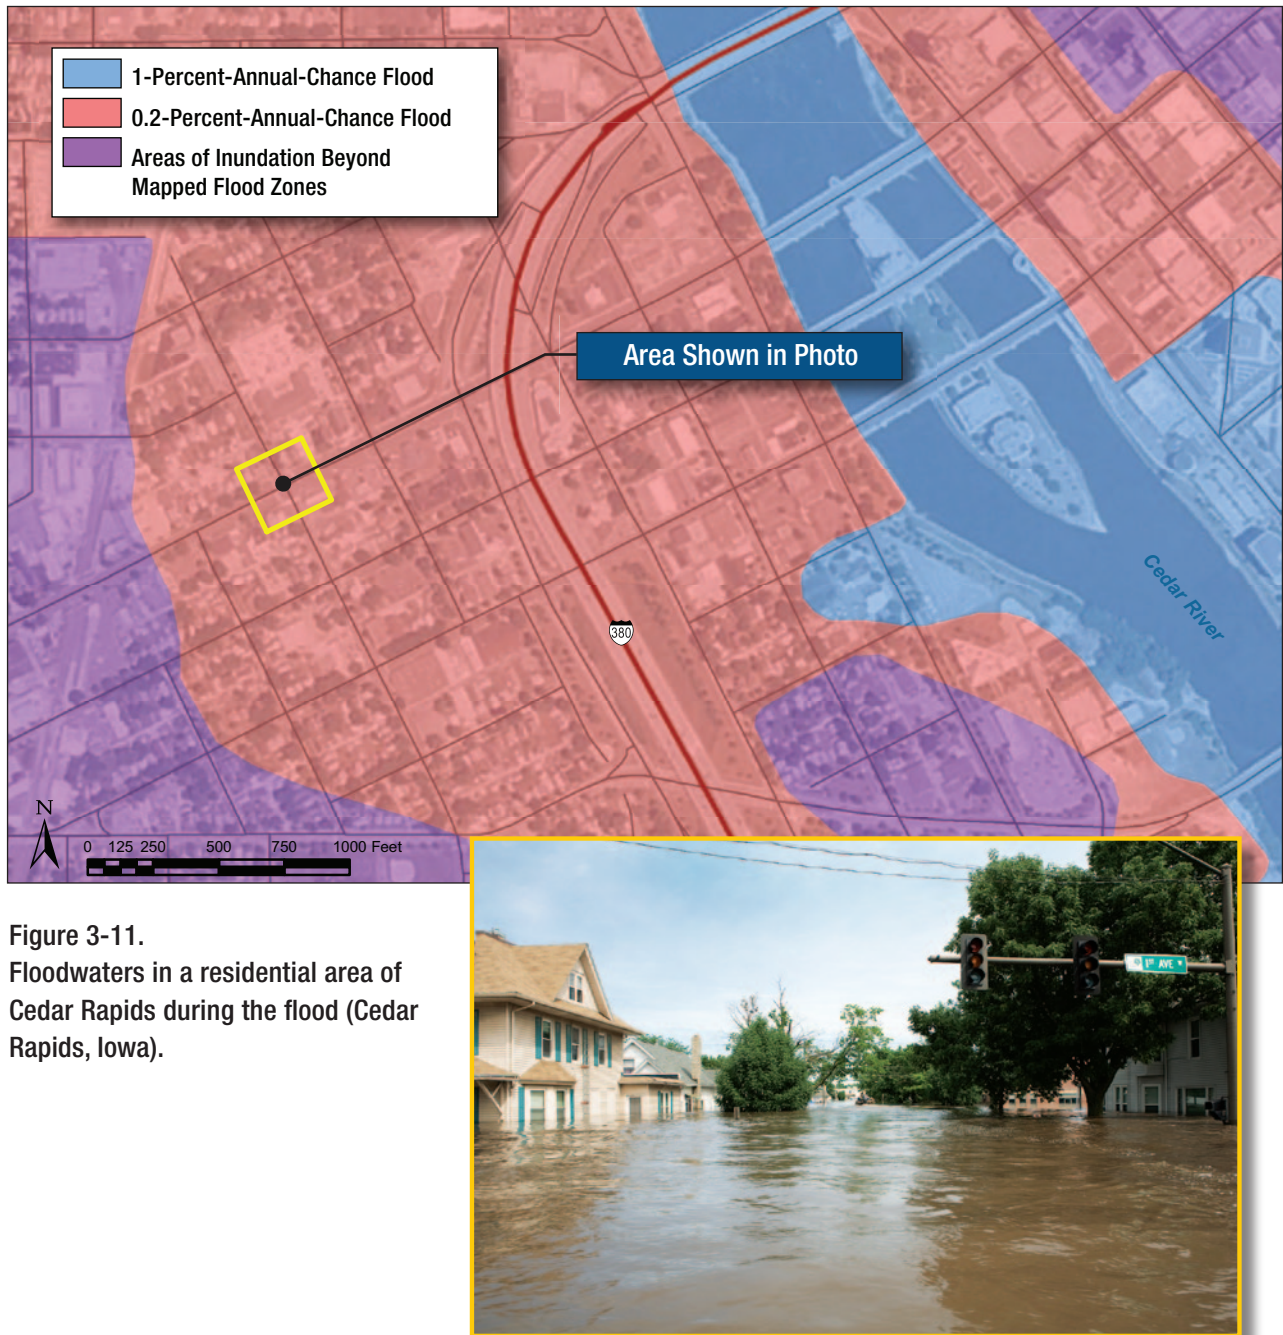 1-Percent-Annual-Chance Flood
0.2-Percent-Annual-Chance Flood
Areas of Inundation Beyond
Mapped Flood Zones
Area Shown in Photo
Cedar River
380
N
0 125 250 500 750 1000 Feet
Figure 3-11.
Floodwaters in a residential area of
Cedar Rapids during the flood (Cedar
Rapids, Iowa).
1ST AVE W